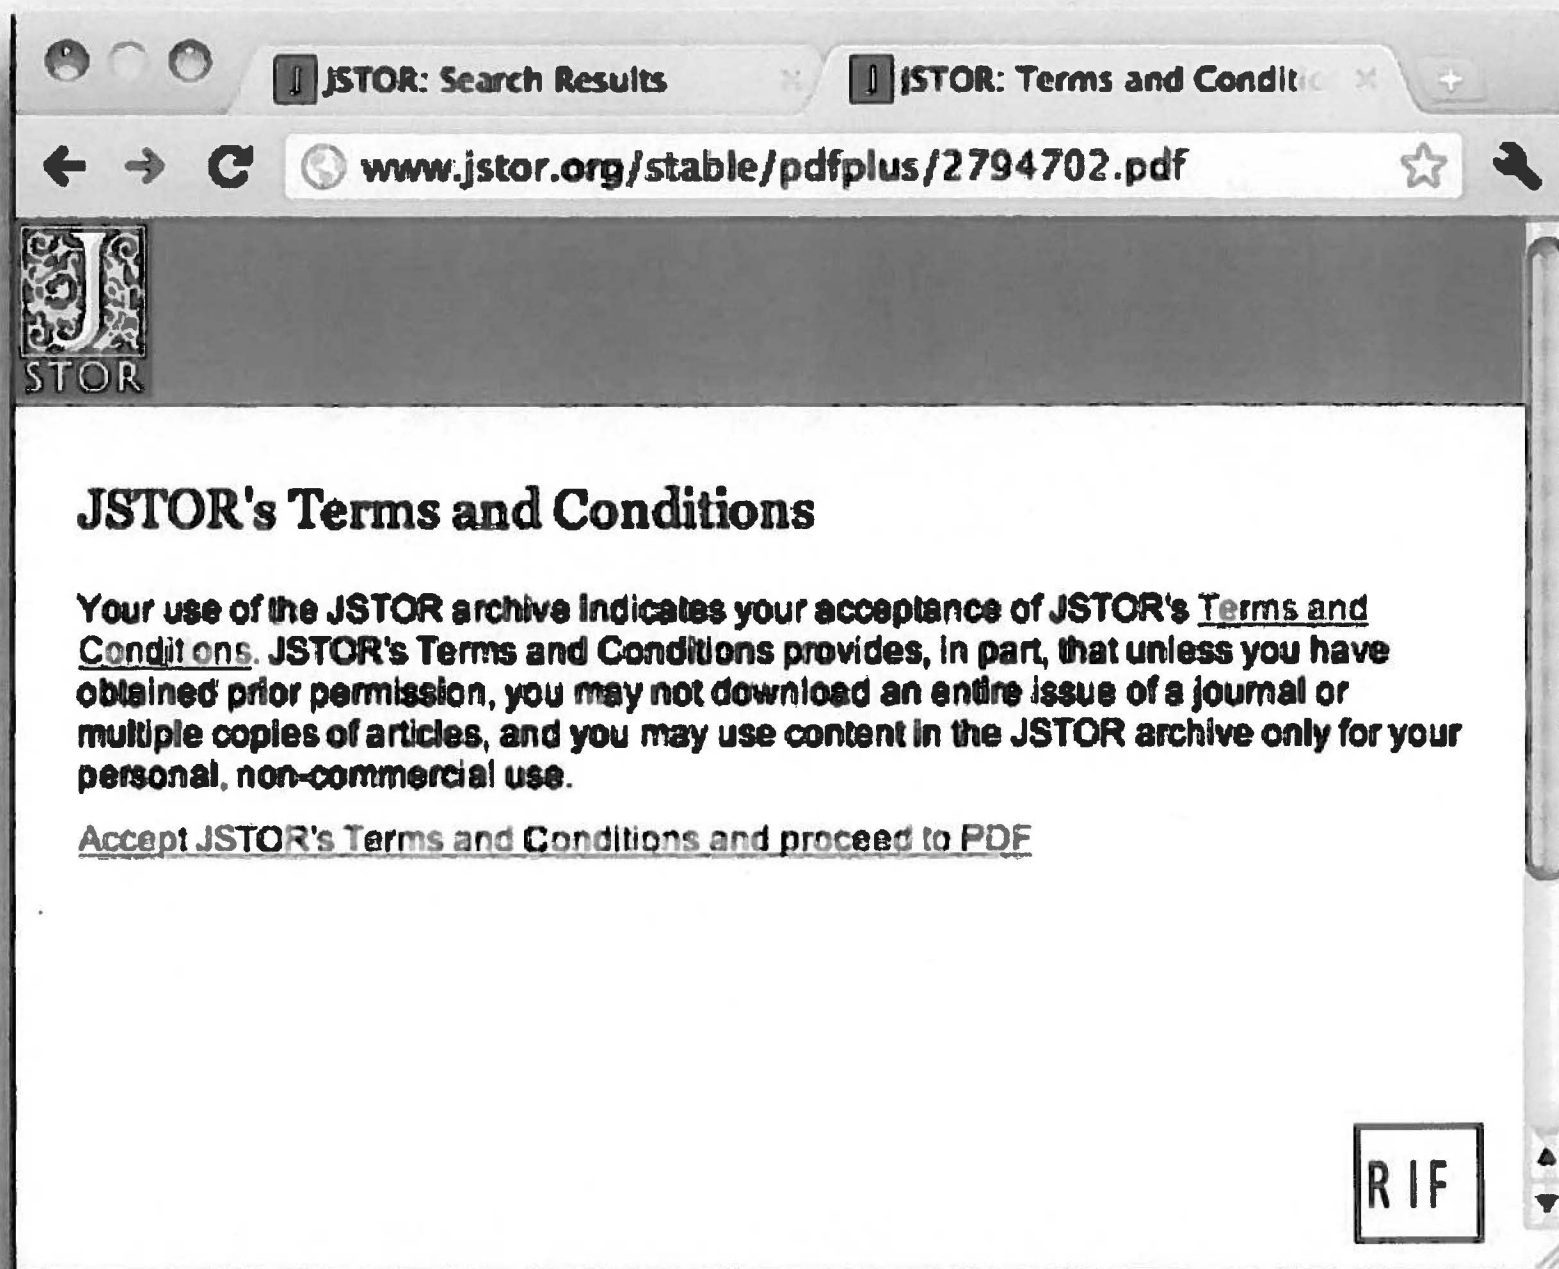 JSTOR: Search Results
JSTOR: Terms and Conditio
www.jstor.org/stable/pdfplus/2794702.pdf
J
STOR
JSTOR's Terms and Conditions
Your use of the JSTOR archive indicates your acceptance of JSTOR's Terms and
Conditions. JSTOR's Terms and Conditions provides, in part, that unless you have
obtained prior permission, you may not download an entire issue of a journal or
multiple copies of articles, and you may use content in the JSTOR archive only for your
personal, non-commercial use.
Accept JSTOR's Terms and Conditions and proceed to PDF
RIF